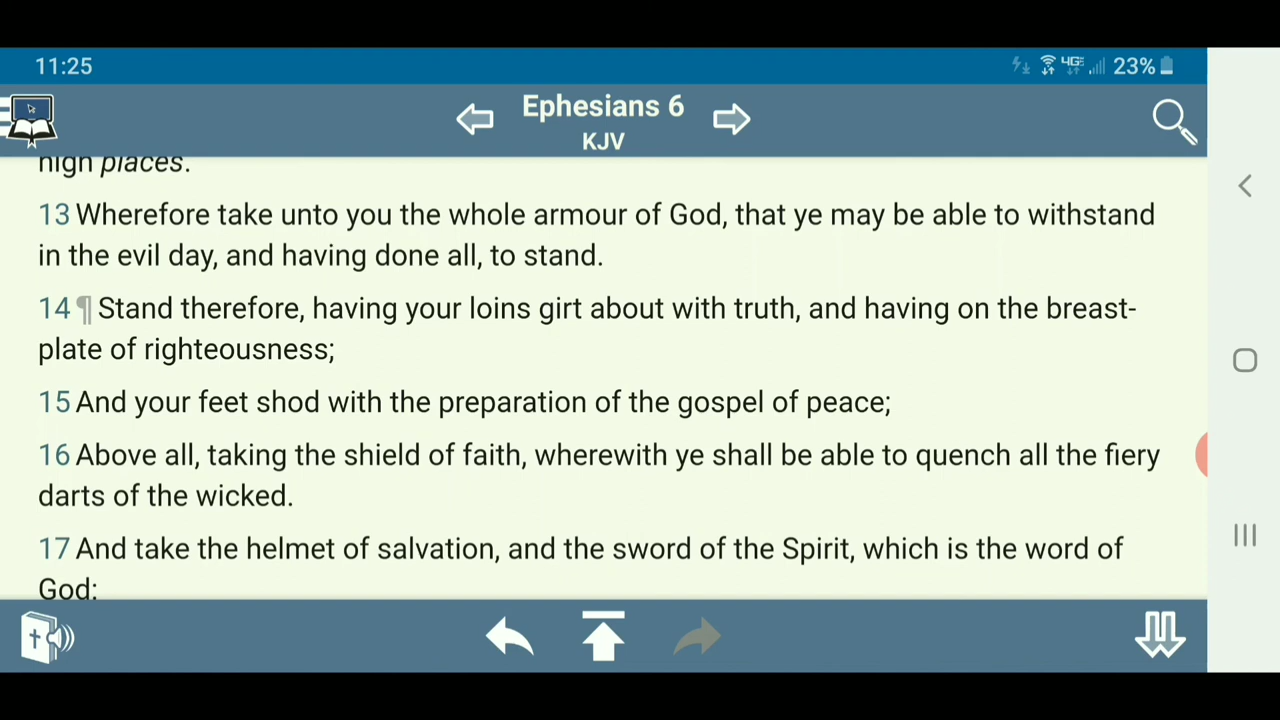 11:25
4GE
23%
Ephesians 6
KJV
high places.
13 Wherefore take unto you the whole armour of God, that ye may be able to withstand
in the evil day, and having done all, to stand.
14 ¶ Stand therefore, having your loins girt about with truth, and having on the breast-
plate of righteousness;
15 And your feet shod with the preparation of the gospel of peace;
16 Above all, taking the shield of faith, wherewith ye shall be able to quench all the fiery
darts of the wicked.
17 And take the helmet of salvation, and the sword of the Spirit, which is the word of
God: